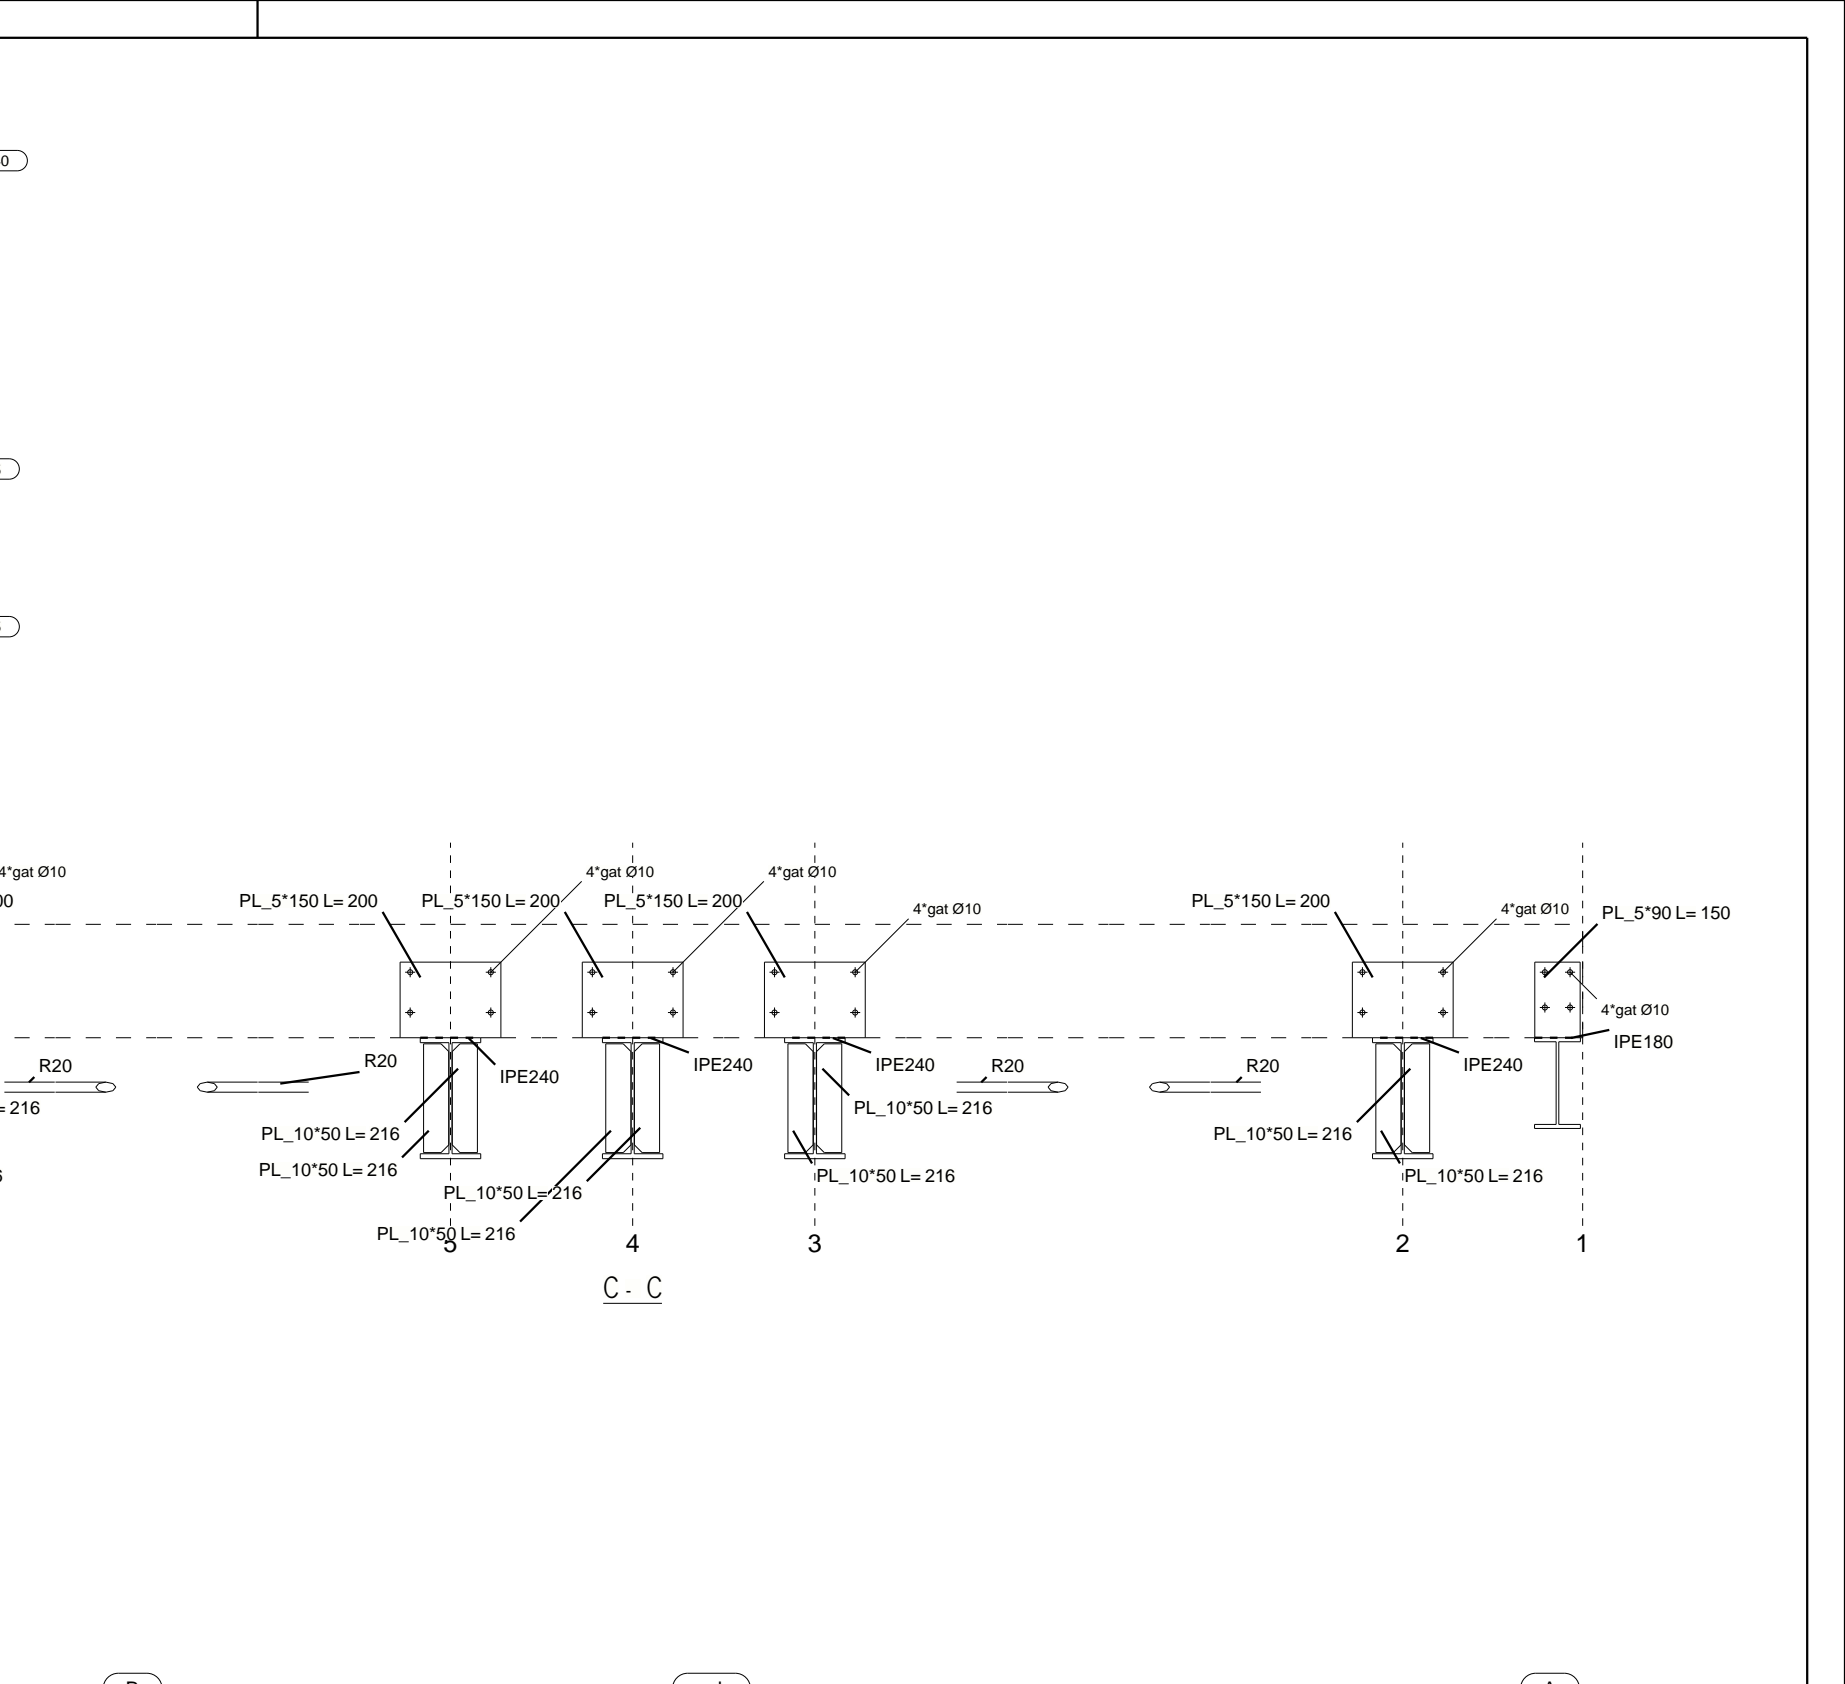 4*gat Ø10
4*gat Ø10
4*gat Ø10
00
PL_5*150 L= 200
PL_5*150 L= 200
PL_5*150 L= 200
4*gat Ø10
PL_5*150 L= 200
4*gat Ø10
PL_5*90 L= 150
4*gat Ø10
IPE180
R20
R20
IPE240
IPE240
IPE240
R20
R20
IPE240
= 216
PL_10*50 L= 216
PL_10*50 L= 216
PL_10*50 L= 216
PL_10*50 L= 216
PL_10*50 L= 216
PL_10*50 L= 216
PL_10*50 L= 216
PL_10*50 L= 216
5
4
3
2
1
C - C